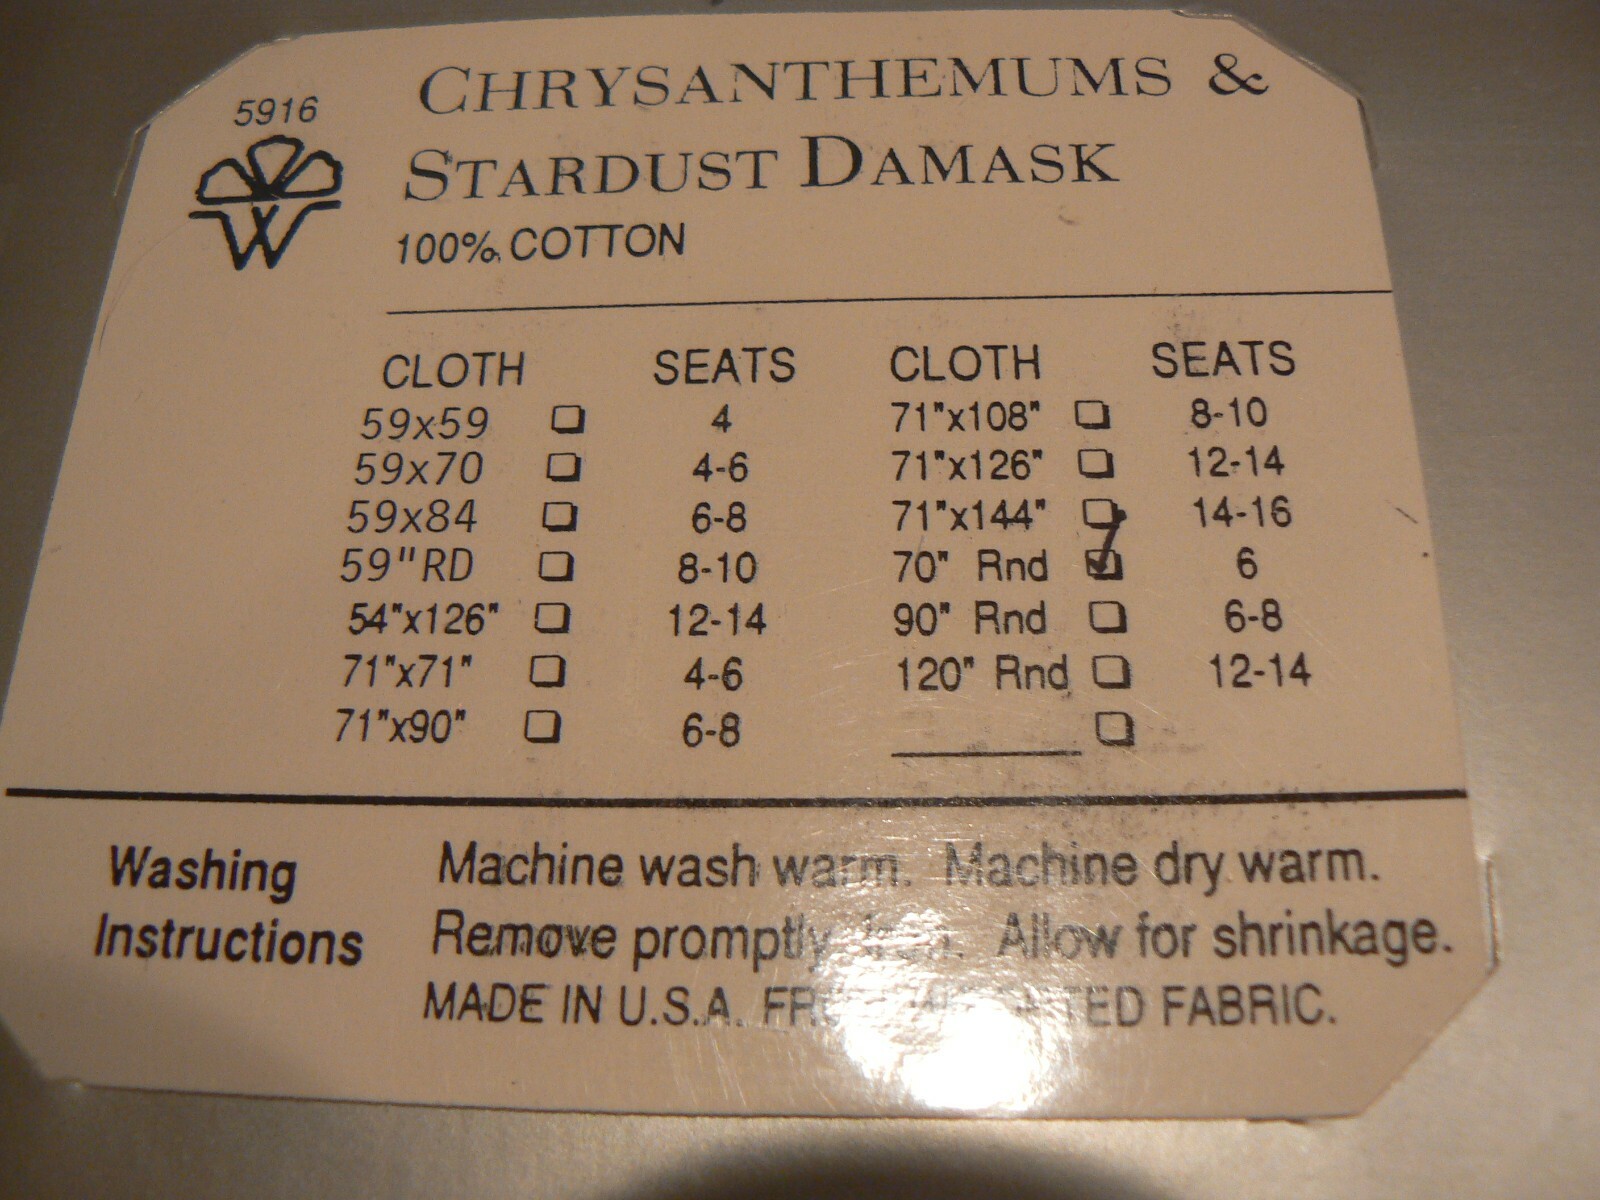 5916
CHRYSANTHEMUMS &
STARDUST DAMASK
W
100% COTTON
CLOTH SEATS CLOTH SEATS
59x59 4 71"x108" 8-10
59x70 4-6 71"x126" 12-14
59x84 6-8 71"x144" 14-16
59"RD 8-10 70" Rnd 6
54"x126" 12-14 90" Rnd 6-8
71"x71" 4-6 120" Rnd 12-14
71"x90" 6-8
Washing Machine wash warm. Machine dry warm.
Instructions Remove promptly. Iron. Allow for shrinkage.
MADE IN U.S.A. FROM IMPORTED FABRIC.